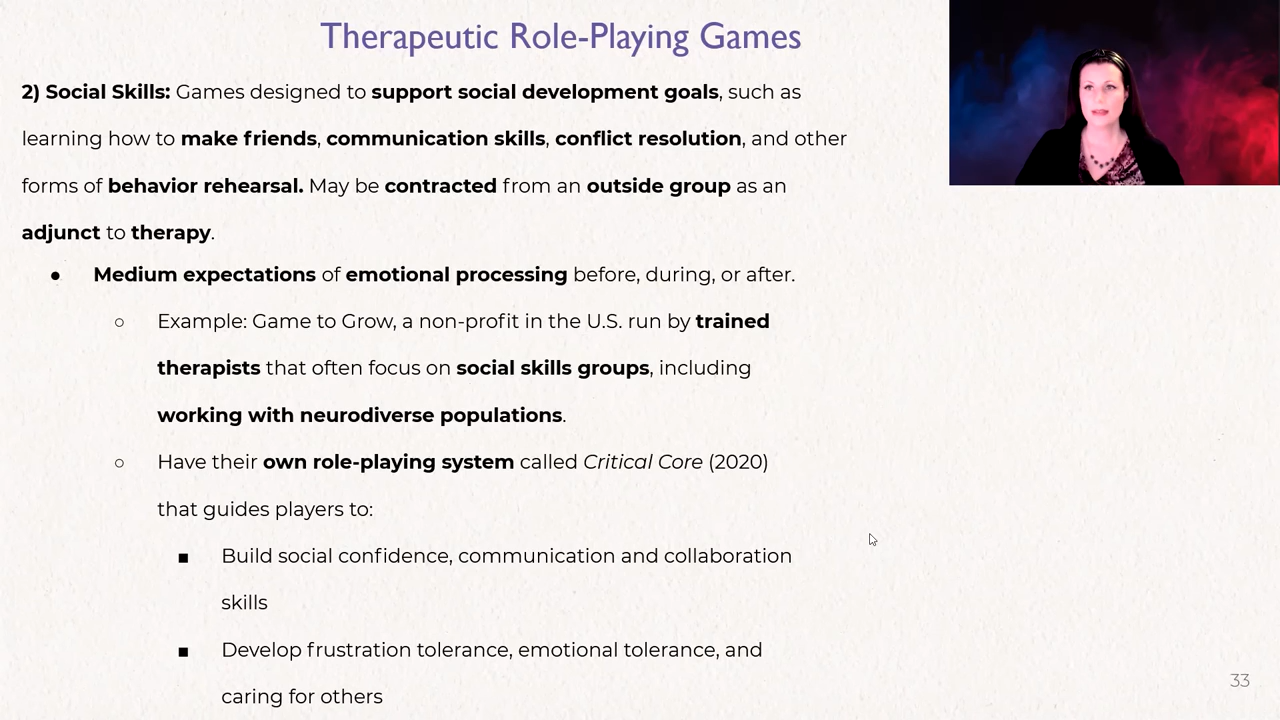 Therapeutic Role-Playing Games
2) Social Skills: Games designed to support social development goals, such as
learning how to make friends, communication skills, conflict resolution, and other
forms of behavior rehearsal. May be contracted from an outside group as an
adjunct to therapy.
● Medium expectations of emotional processing before, during, or after.
○ Example: Game to Grow, a non-profit in the U.S. run by trained
therapists that often focus on social skills groups, including
working with neurodiverse populations.
○ Have their own role-playing system called Critical Core (2020)
that guides players to:
■ Build social confidence, communication and collaboration
skills
■ Develop frustration tolerance, emotional tolerance, and
caring for others
33